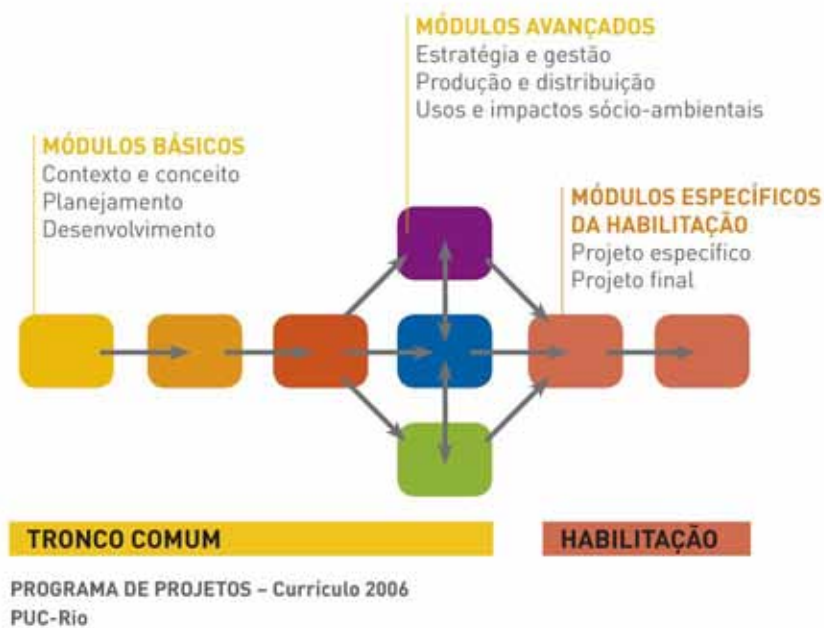 MÓDULOS AVANÇADOS
Estratégia e gestão
Produção e distribuição
Usos e impactos sócio-ambientais
MÓDULOS BÁSICOS
Contexto e conceito
Planejamento
Desenvolvimento
MÓDULOS ESPECÍFICOS
DA HABILITAÇÃO
Projeto específico
Projeto final
TRONCO COMUM
HABILITAÇÃO
PROGRAMA DE PROJETOS – Currículo 2006
PUC-Rio